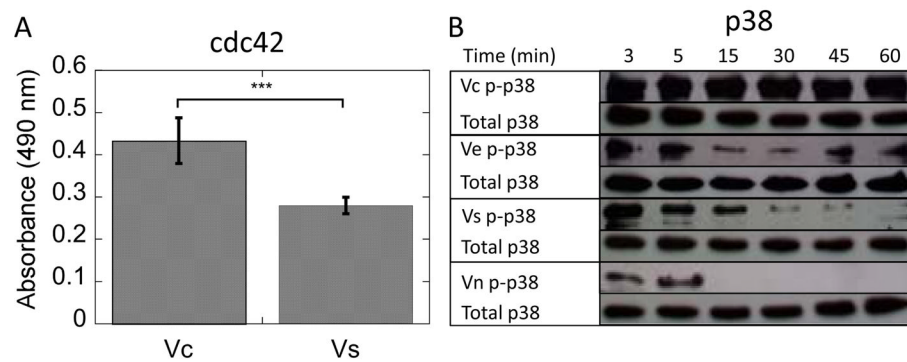 A
cdc42
Absorbance (490 nm)
0.6
0.5
0.4
0.3
0.2
0.1
0
***
Vc Vs
B
p38
Time (min) 3 5 15 30 45 60
Vc p-p38
Total p38
Ve p-p38
Total p38
Vs p-p38
Total p38
Vn p-p38
Total p38